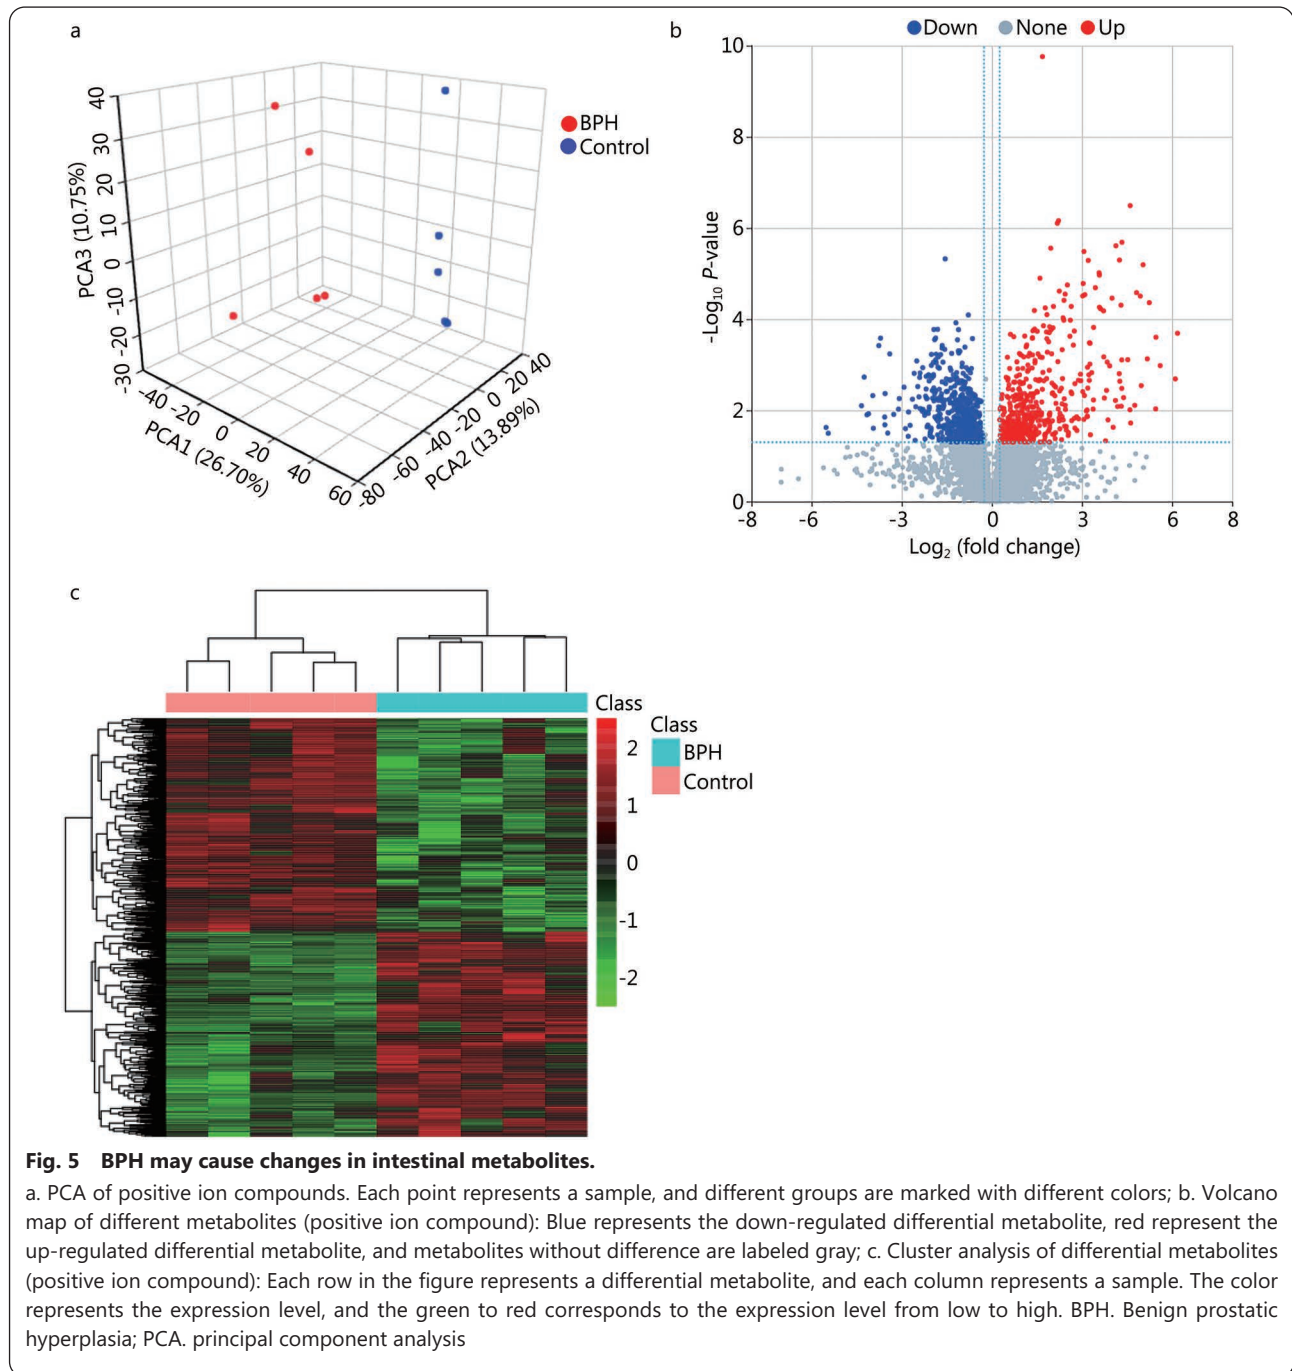 a
40
30
20
10
0
-10
-20
-30
PCA3 (10.75%)
-40
-20
0
20
40
60
PCA1 (26.70%)
-80
-60
-40
-20
0
20
40
PCA2 (13.89%)
BPH
Control
b
Down None Up
10
8
6
4
2
0
-Log10 P-value
-8 -6 -3 0 3 6 8
Log2 (fold change)
c
Class
2
1
0
-1
-2
Class
BPH
Control
Fig. 5 BPH may cause changes in intestinal metabolites.
a. PCA of positive ion compounds. Each point represents a sample, and different groups are marked with different colors; b. Volcano
map of different metabolites (positive ion compound): Blue represents the down-regulated differential metabolite, red represent the
up-regulated differential metabolite, and metabolites without difference are labeled gray; c. Cluster analysis of differential metabolites
(positive ion compound): Each row in the figure represents a differential metabolite, and each column represents a sample. The color
represents the expression level, and the green to red corresponds to the expression level from low to high. BPH. Benign prostatic
hyperplasia; PCA. principal component analysis